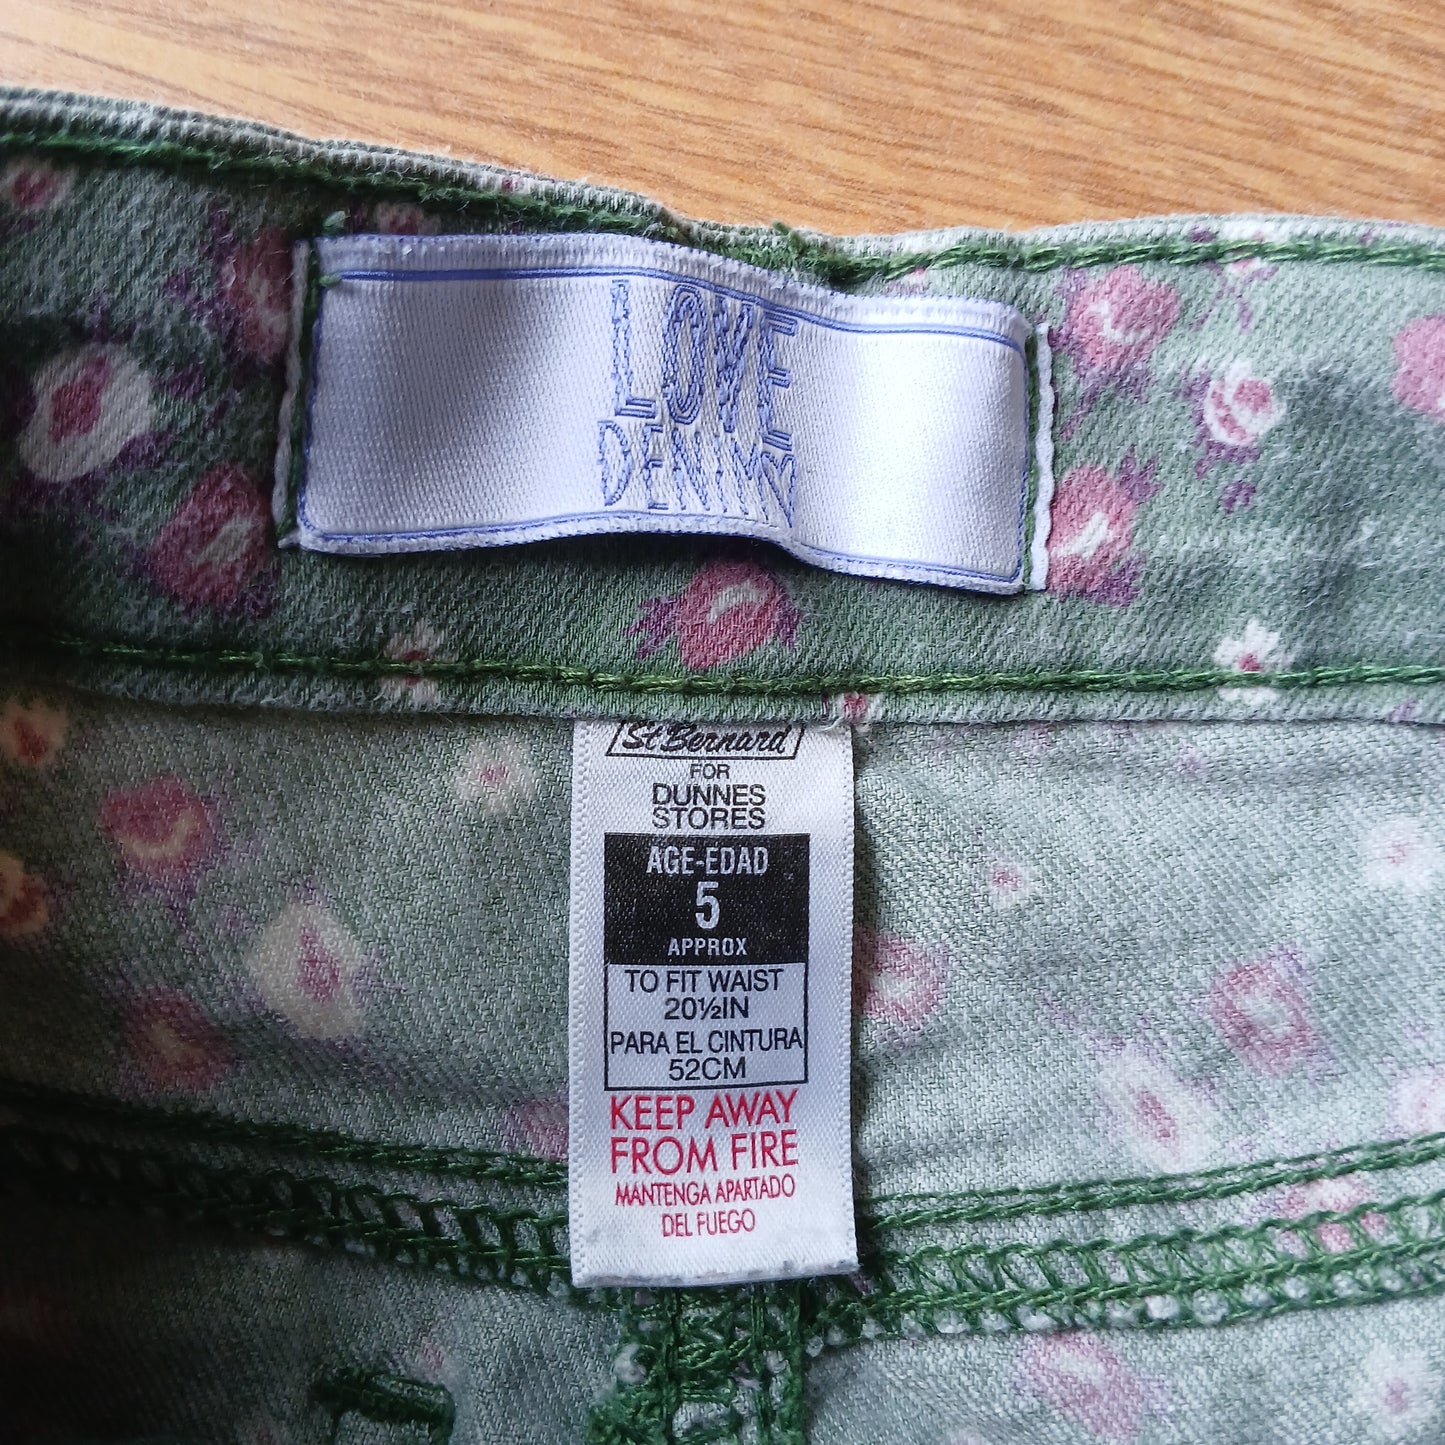 LOVE
DENIM
St Bernard
FOR
DUNNES
STORES
AGE-EDAD
5
APPROX
TO FIT WAIST
20½IN
PARA EL CINTURA
52CM
KEEP AWAY
FROM FIRE
MANTENGA APARTADO
DEL FUEGO